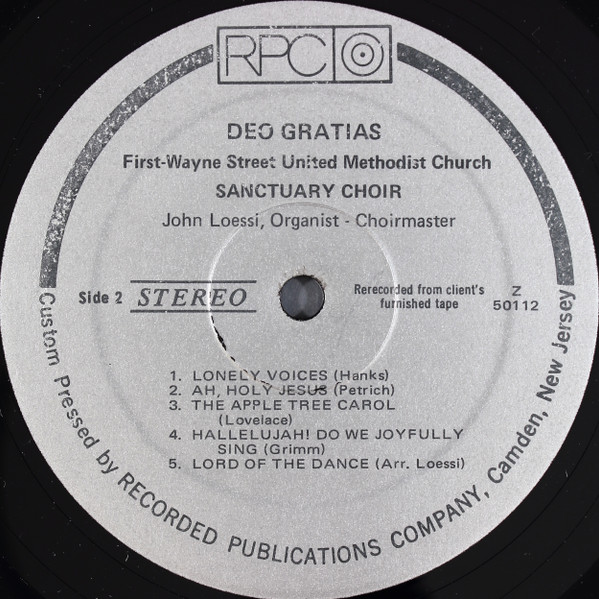 RPC
DEO GRATIAS
First-Wayne Street United Methodist Church
SANCTUARY CHOIR
John Loessi, Organist - Choirmaster
Side 2 STEREO
Rerecorded from client's
furnished tape
Z
50112
1. LONELY VOICES (Hanks)
2. AH, HOLY JESUS (Petrich)
3. THE APPLE TREE CAROL
(Lovelace)
4. HALLELUJAH! DO WE JOYFULLY
SING (Grimm)
5. LORD OF THE DANCE (Arr. Loessi)
Custom Pressed by RECORDED PUBLICATIONS COMPANY, Camden, New Jersey